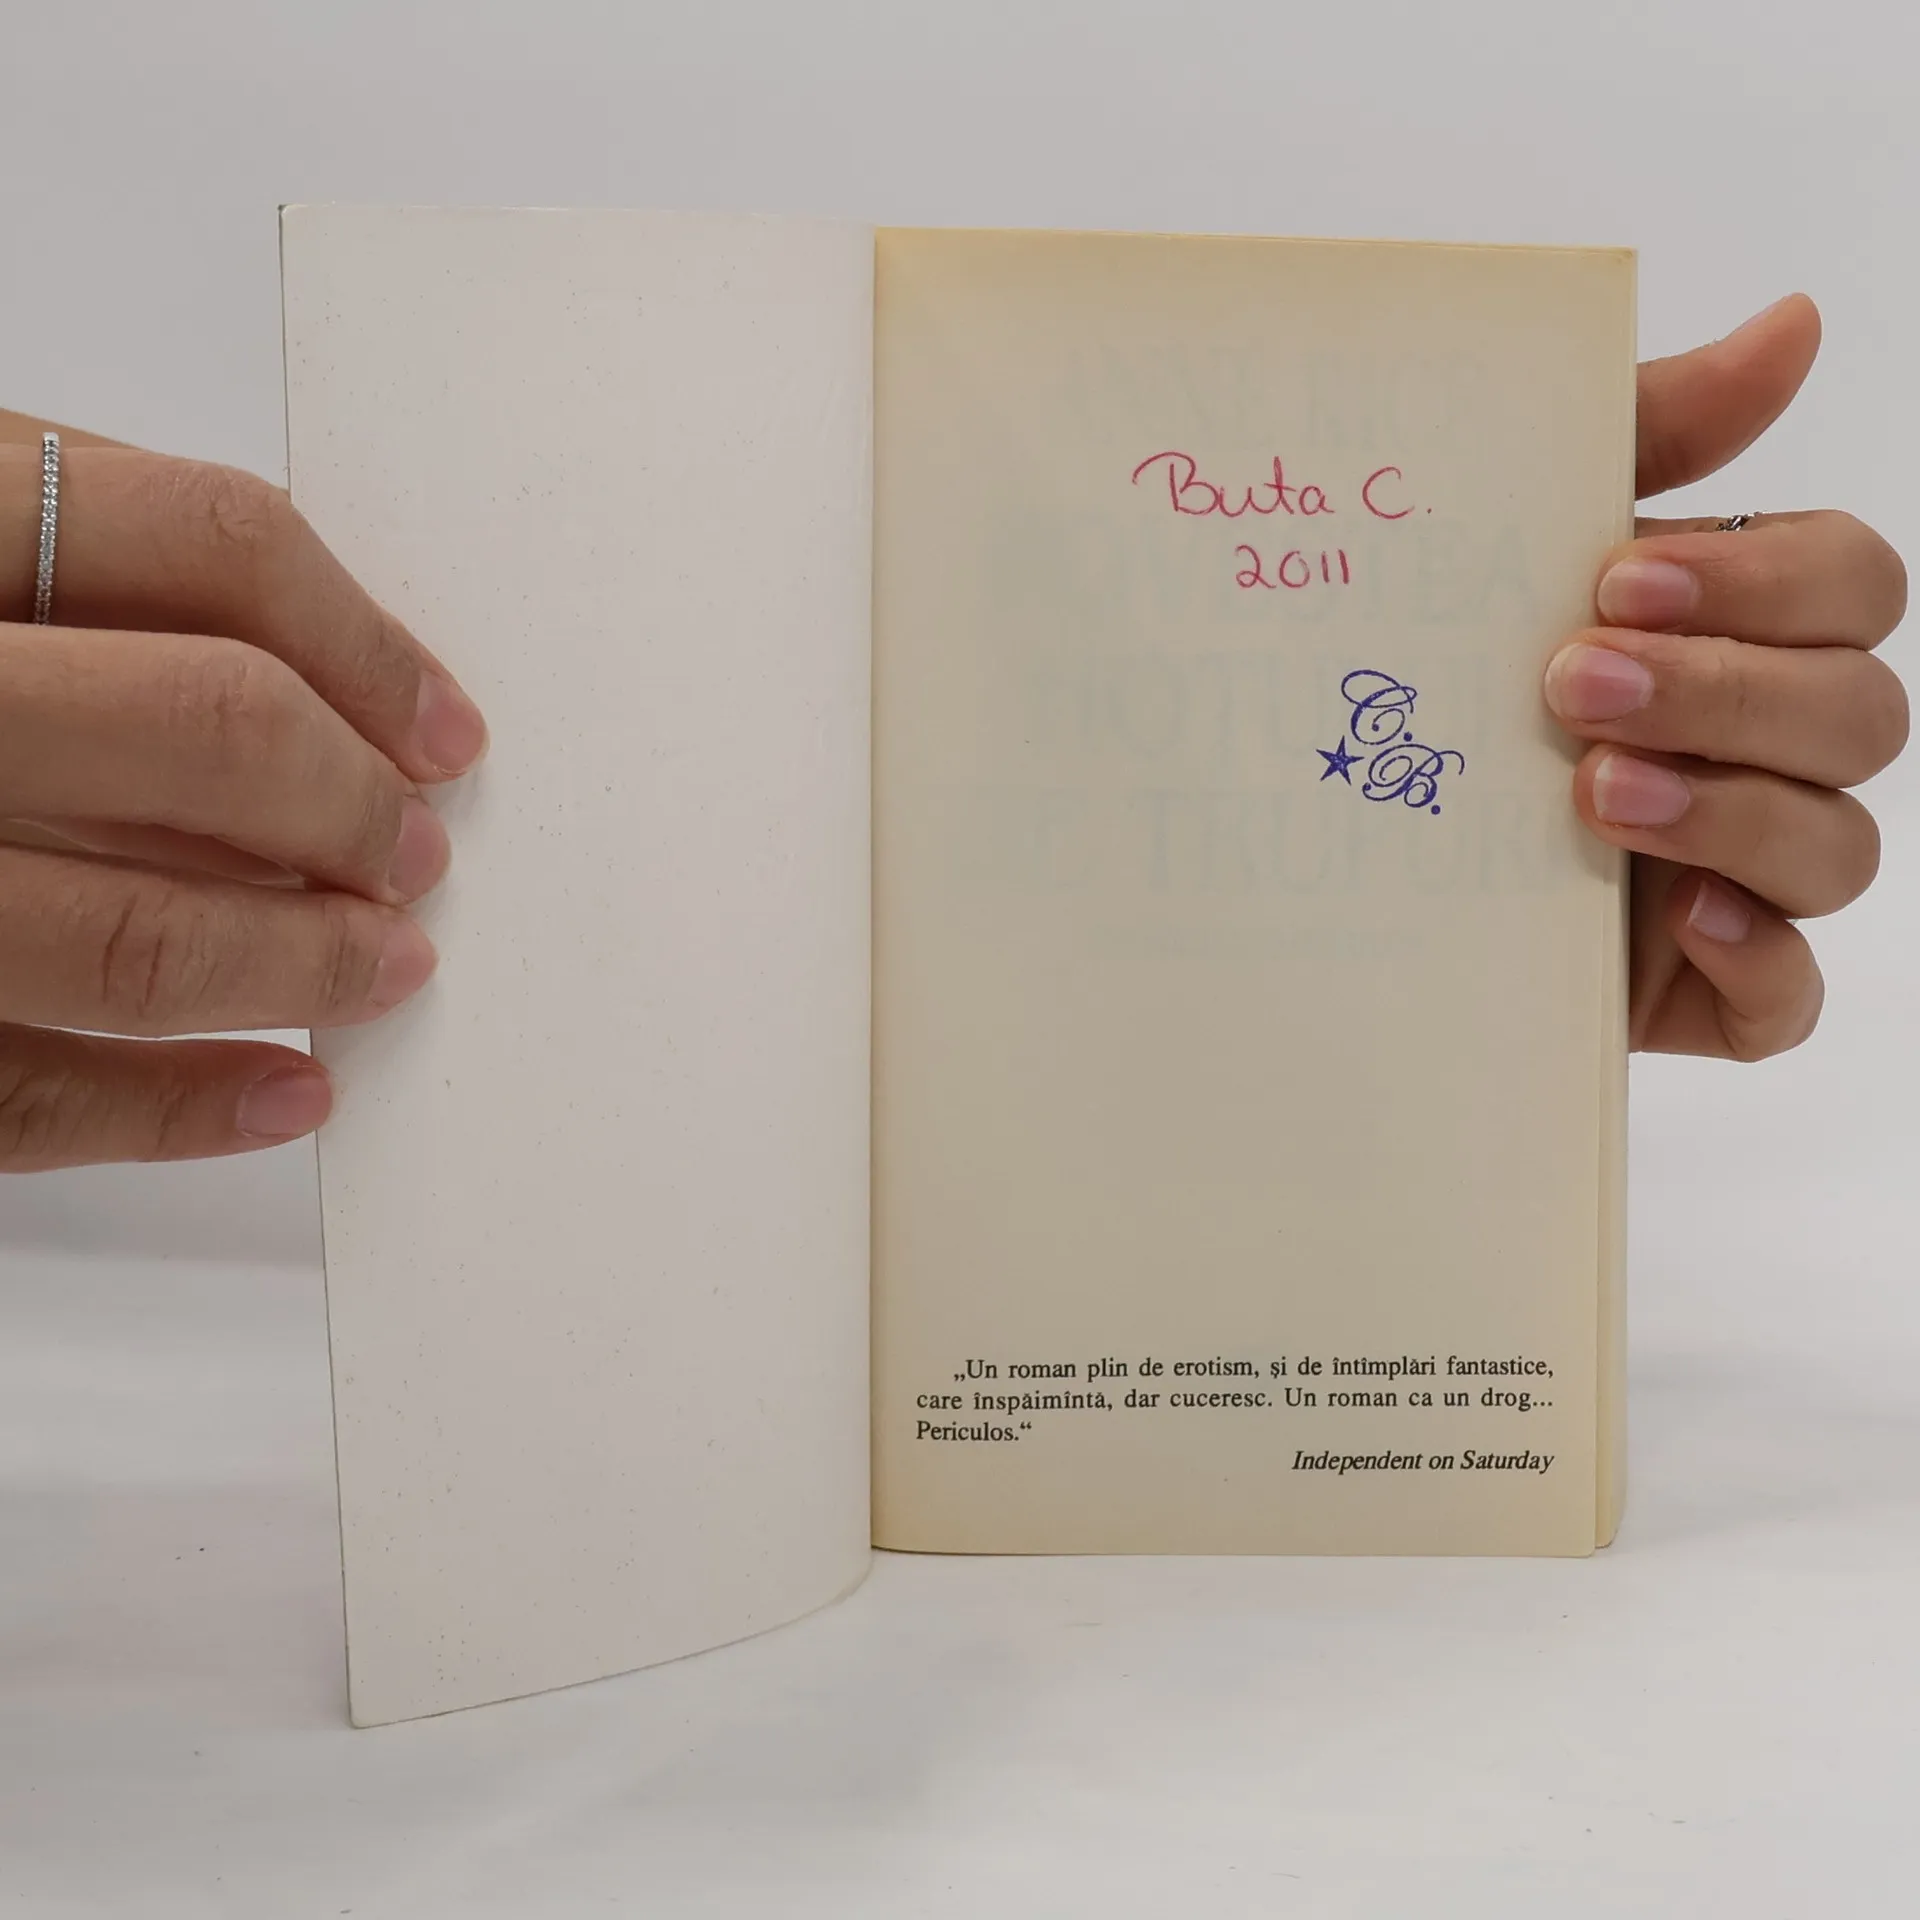 Buta C.
2011
C.
B.
„Un roman plin de erotism, și de întîmplări fantastice,
care înspăimîntă, dar cuceresc. Un roman ca un drog...
Periculos.“
Independent on Saturday